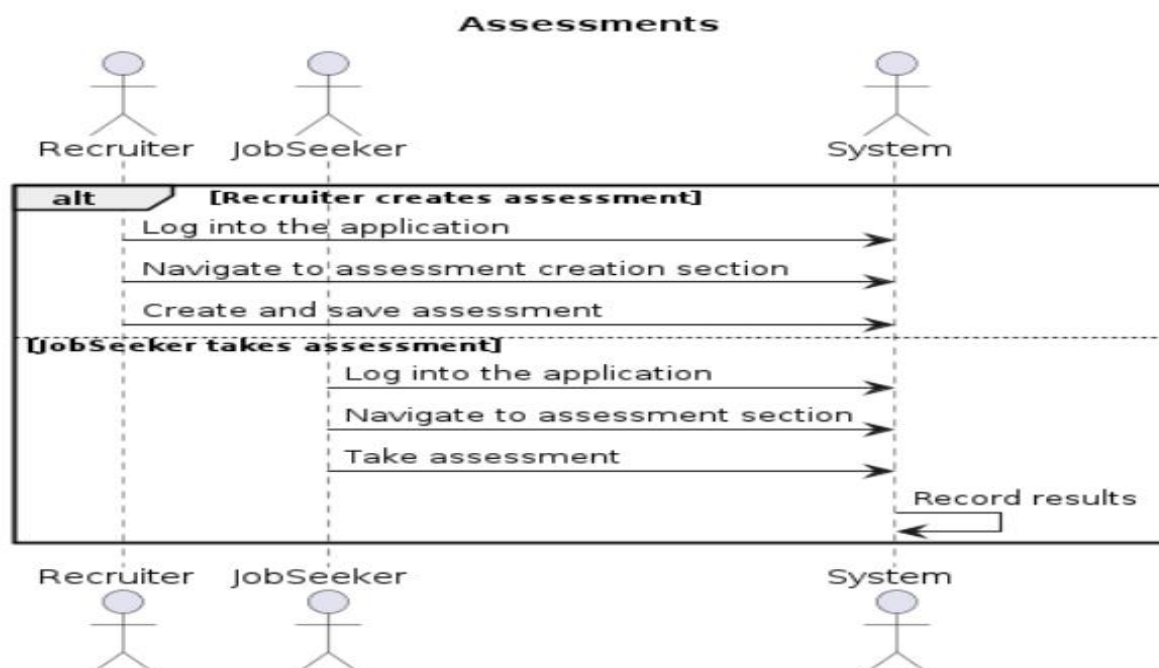 Assessments
Recruiter JobSeeker System
alt [Recruiter creates assessment]
Log into the application
Navigate to assessment creation section
Create and save assessment
[JobSeeker takes assessment]
Log into the application
Navigate to assessment section
Take assessment
Record results
Recruiter JobSeeker System